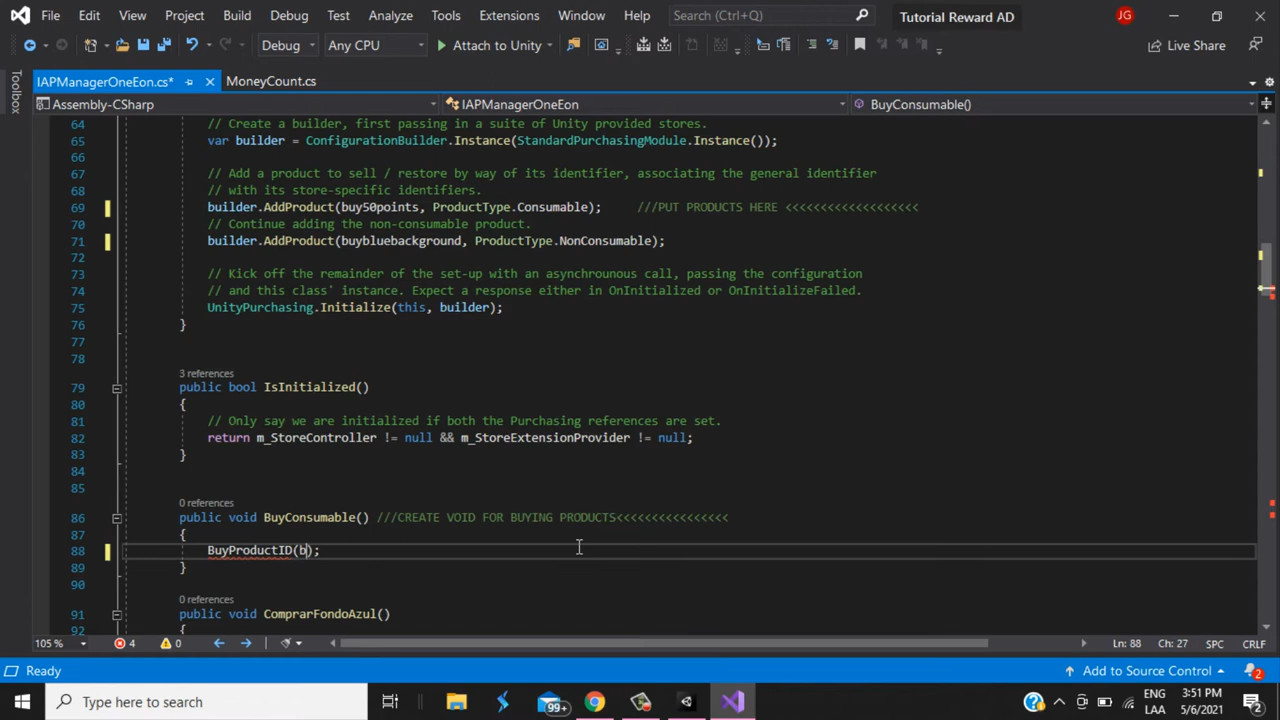 File Edit View Project Build Debug Test Analyze Tools Extensions Window Help Search (Ctrl+Q) Tutorial Reward AD JG
Debug Any CPU Attach to Unity Live Share
Toolbox
IAPManagerOneEon.cs* MoneyCount.cs
Assembly-CSharp IAPManagerOneEon BuyConsumable()
64 // Create a builder, first passing in a suite of Unity provided stores.
65 var builder = ConfigurationBuilder.Instance(StandardPurchasingModule.Instance());
66
67 // Add a product to sell / restore by way of its identifier, associating the general identifier
68 // with its store-specific identifiers.
69 builder.AddProduct(buy50points, ProductType.Consumable); ///PUT PRODUCTS HERE <<<<<<<<<<<<<<<<<<<
70 // Continue adding the non-consumable product.
71 builder.AddProduct(buybluebackground, ProductType.NonConsumable);
72
73 // Kick off the remainder of the set-up with an asynchrounous call, passing the configuration
74 // and this class' instance. Expect a response either in OnInitialized or OnInitializeFailed.
75 UnityPurchasing.Initialize(this, builder);
76 }
77
78
3 references
79 public bool IsInitialized()
80 {
81 // Only say we are initialized if both the Purchasing references are set.
82 return m_StoreController != null && m_StoreExtensionProvider != null;
83 }
84
85
0 references
86 public void BuyConsumable() ///CREATE VOID FOR BUYING PRODUCTS<<<<<<<<<<<<<<<<
87 {
88 BuyProductID(b);
89 }
90
0 references
91 public void ComprarFondoAzul()
92 {
105 % 4 0 Ln: 88 Ch: 27 SPC CRLF
Ready Add to Source Control 2
Type here to search 99+ ENG LAA 3:51 PM 5/6/2021 2